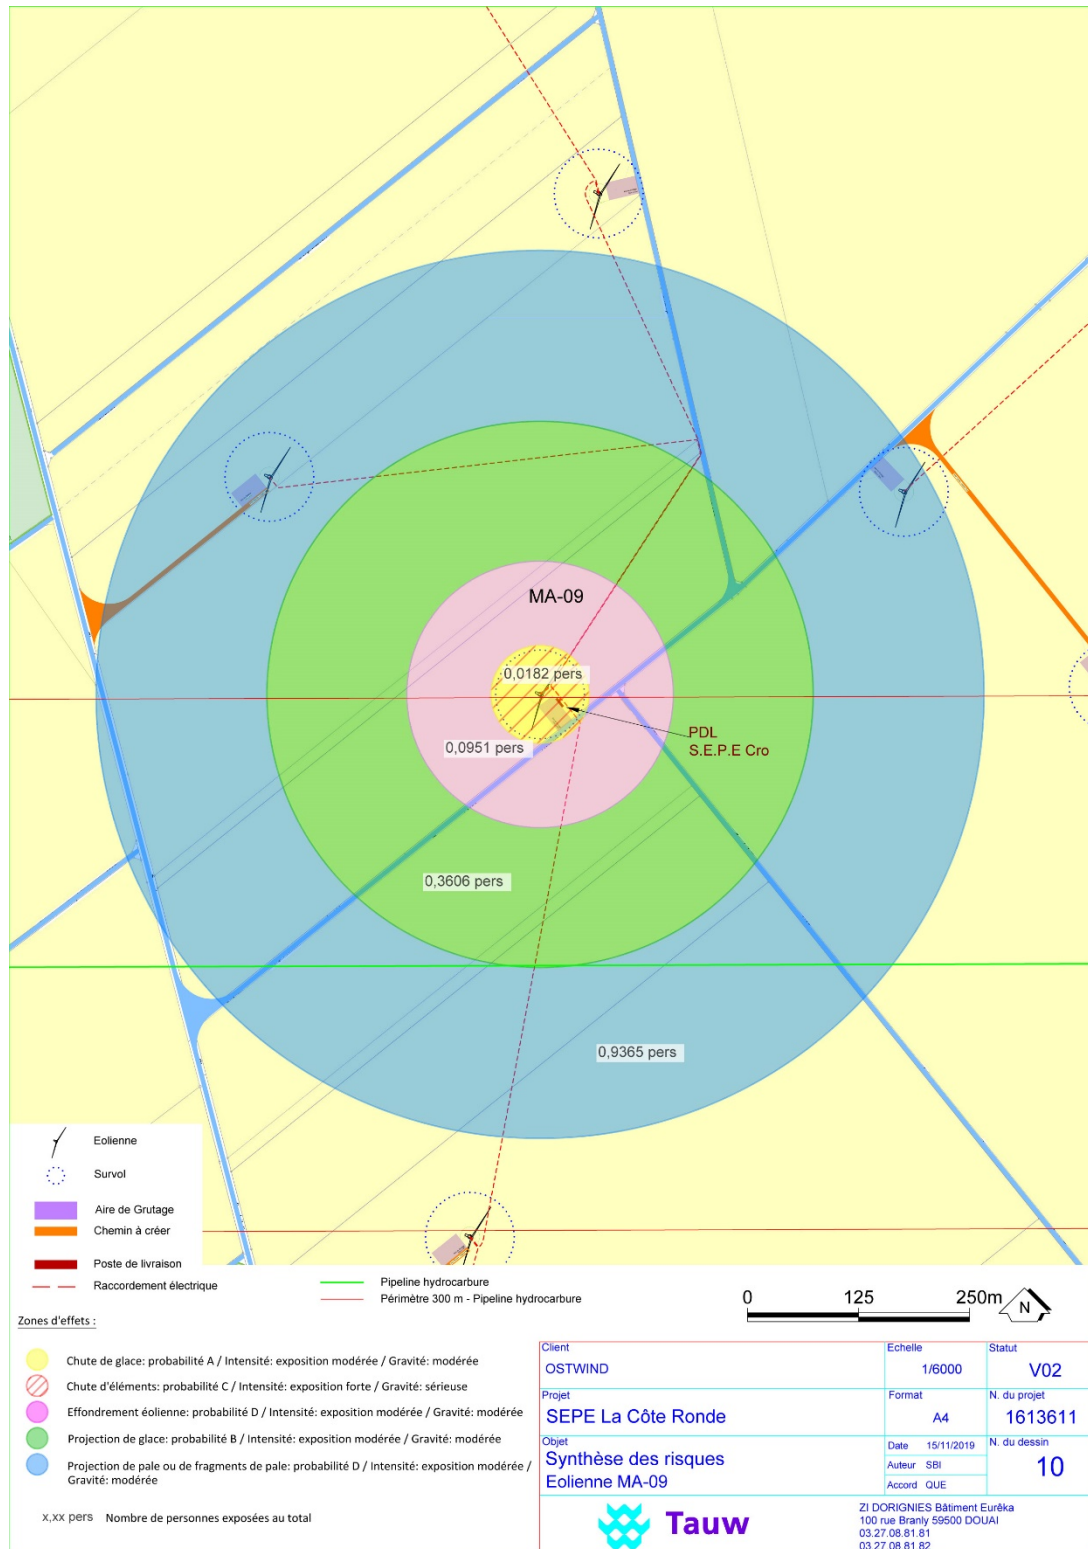 MA-09
0,0182 pers
PDL
S.E.P.E Cro
0,0951 pers
0,3606 pers
0,9365 pers
Eolienne
Survol
Aire de Grutage
Chemin à créer
Poste de livraison
Raccordement électrique
Pipeline hydrocarbure
Périmètre 300 m - Pipeline hydrocarbure
0 125 250m
N
Zones d'effets :
Chute de glace: probabilité A / Intensité: exposition modérée / Gravité: modérée
Chute d'éléments: probabilité C / Intensité: exposition forte / Gravité: sérieuse
Effondrement éolienne: probabilité D / Intensité: exposition modérée / Gravité: modérée
Projection de glace: probabilité B / Intensité: exposition modérée / Gravité: modérée
Projection de pale ou de fragments de pale: probabilité D / Intensité: exposition modérée /
Gravité: modérée
x,xx pers Nombre de personnes exposées au total
Client
OSTWIND
Echelle
1/6000
Statut
V02
Projet
SEPE La Côte Ronde
Format
A4
N. du projet
1613611
Objet
Synthèse des risques
Eolienne MA-09
Date 15/11/2019
Auteur SBI
Accord QUE
N. du dessin
10
Tauw
ZI DORIGNIES Bâtiment Eurêka
100 rue Branly 59500 DOUAI
03.27.08.81.81
03.27.08.81.82